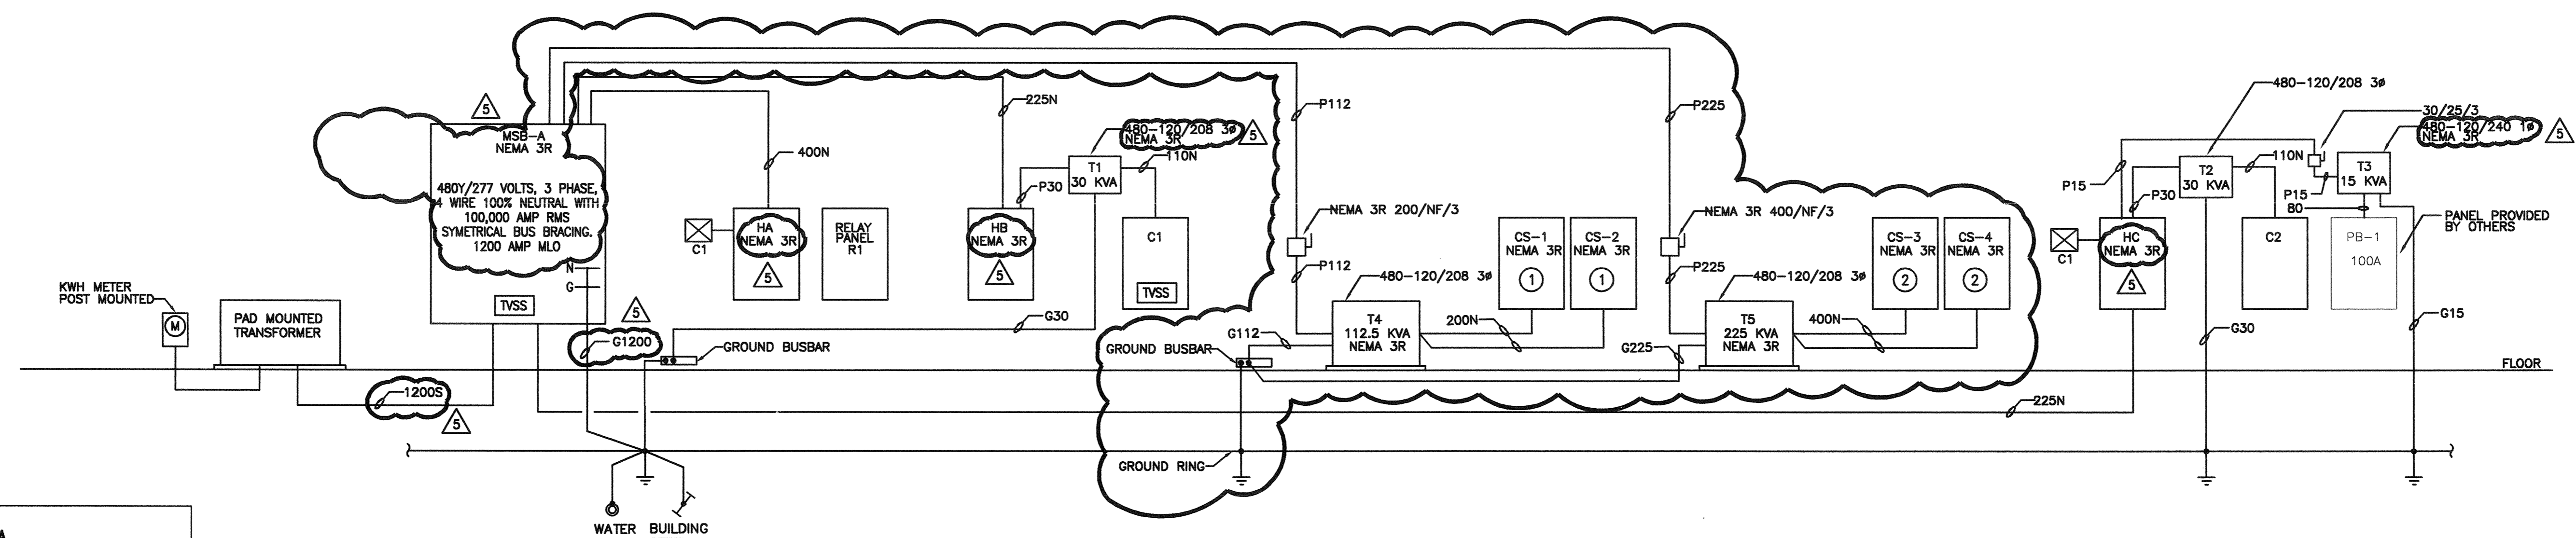 5
MSB-A
NEMA 3R
480Y/277 VOLTS, 3 PHASE,
4 WIRE 100% NEUTRAL WITH
100,000 AMP RMS
SYMETRICAL BUS BRACING.
1200 AMP MLO
N
G
TVSS
KWH METER
POST MOUNTED
M
PAD MOUNTED
TRANSFORMER
1200S
5
G1200
5
400N
C1
HA
NEMA 3R
5
RELAY
PANEL
R1
225N
HB
NEMA 3R
5
P30
480-120/208 3ø
NEMA 3R
5
T1
30 KVA
110N
C1
TVSS
G30
GROUND BUSBAR
WATER
BUILDING
GROUND BUSBAR
GROUND RING
P112
NEMA 3R 200/NF/3
P112
480-120/208 3ø
T4
112.5 KVA
NEMA 3R
G112
200N
CS-1
NEMA 3R
1
CS-2
NEMA 3R
1
P225
NEMA 3R 400/NF/3
P225
480-120/208 3ø
T5
225 KVA
NEMA 3R
G225
400N
CS-3
NEMA 3R
2
CS-4
NEMA 3R
2
225N
C1
HC
NEMA 3R
5
P15
P30
480-120/208 3ø
T2
30 KVA
110N
C2
G30
30/25/3
480-120/240 1ø
NEMA 3R
5
T3
15 KVA
P15
80
PB-1
100A
PANEL PROVIDED
BY OTHERS
G15
FLOOR
A